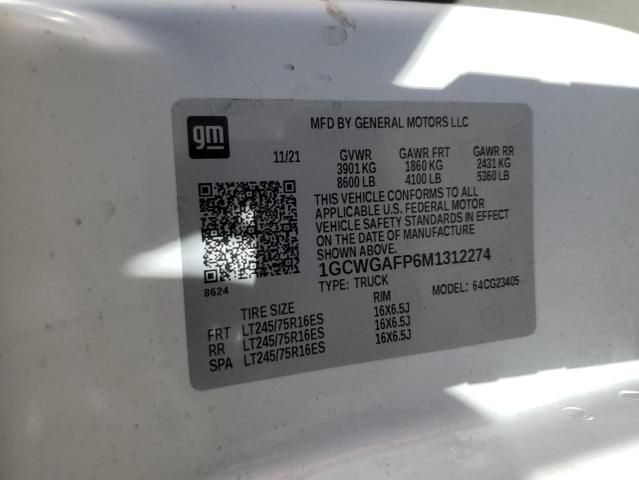 gm
MFD BY GENERAL MOTORS LLC
11/21 GVWR GAWR FRT GAWR RR
3901 KG 1860 KG 2431 KG
8600 LB 4100 LB 5360 LB
THIS VEHICLE CONFORMS TO ALL
APPLICABLE U.S. FEDERAL MOTOR
VEHICLE SAFETY STANDARDS IN EFFECT
ON THE DATE OF MANUFACTURE
SHOWN ABOVE.
1GCWGAFP6M1312274
8624 TYPE: TRUCK MODEL: 64CG23405
TIRE SIZE RIM
FRT LT245/75R16ES 16X6.5J
RR LT245/75R16ES 16X6.5J
SPA LT245/75R16ES 16X6.5J